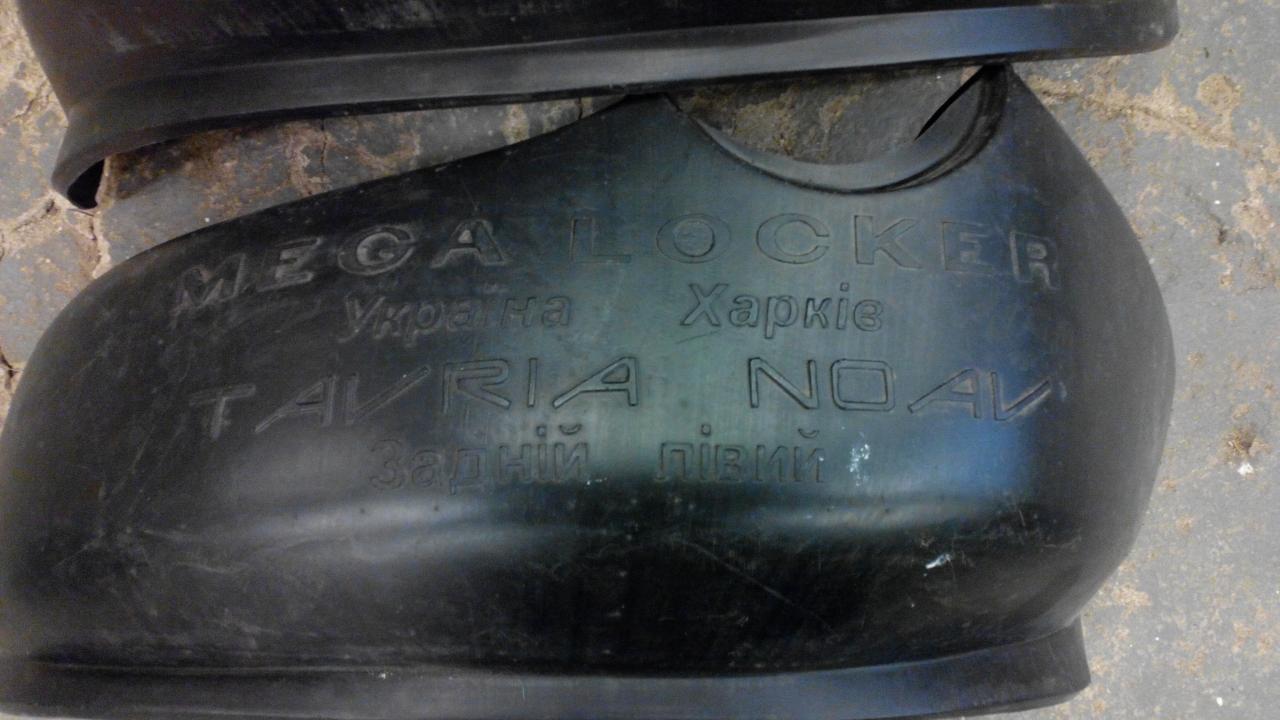 MEGA LOCKER
Україна Харків
TAVRIA NOAV
Задній лівий